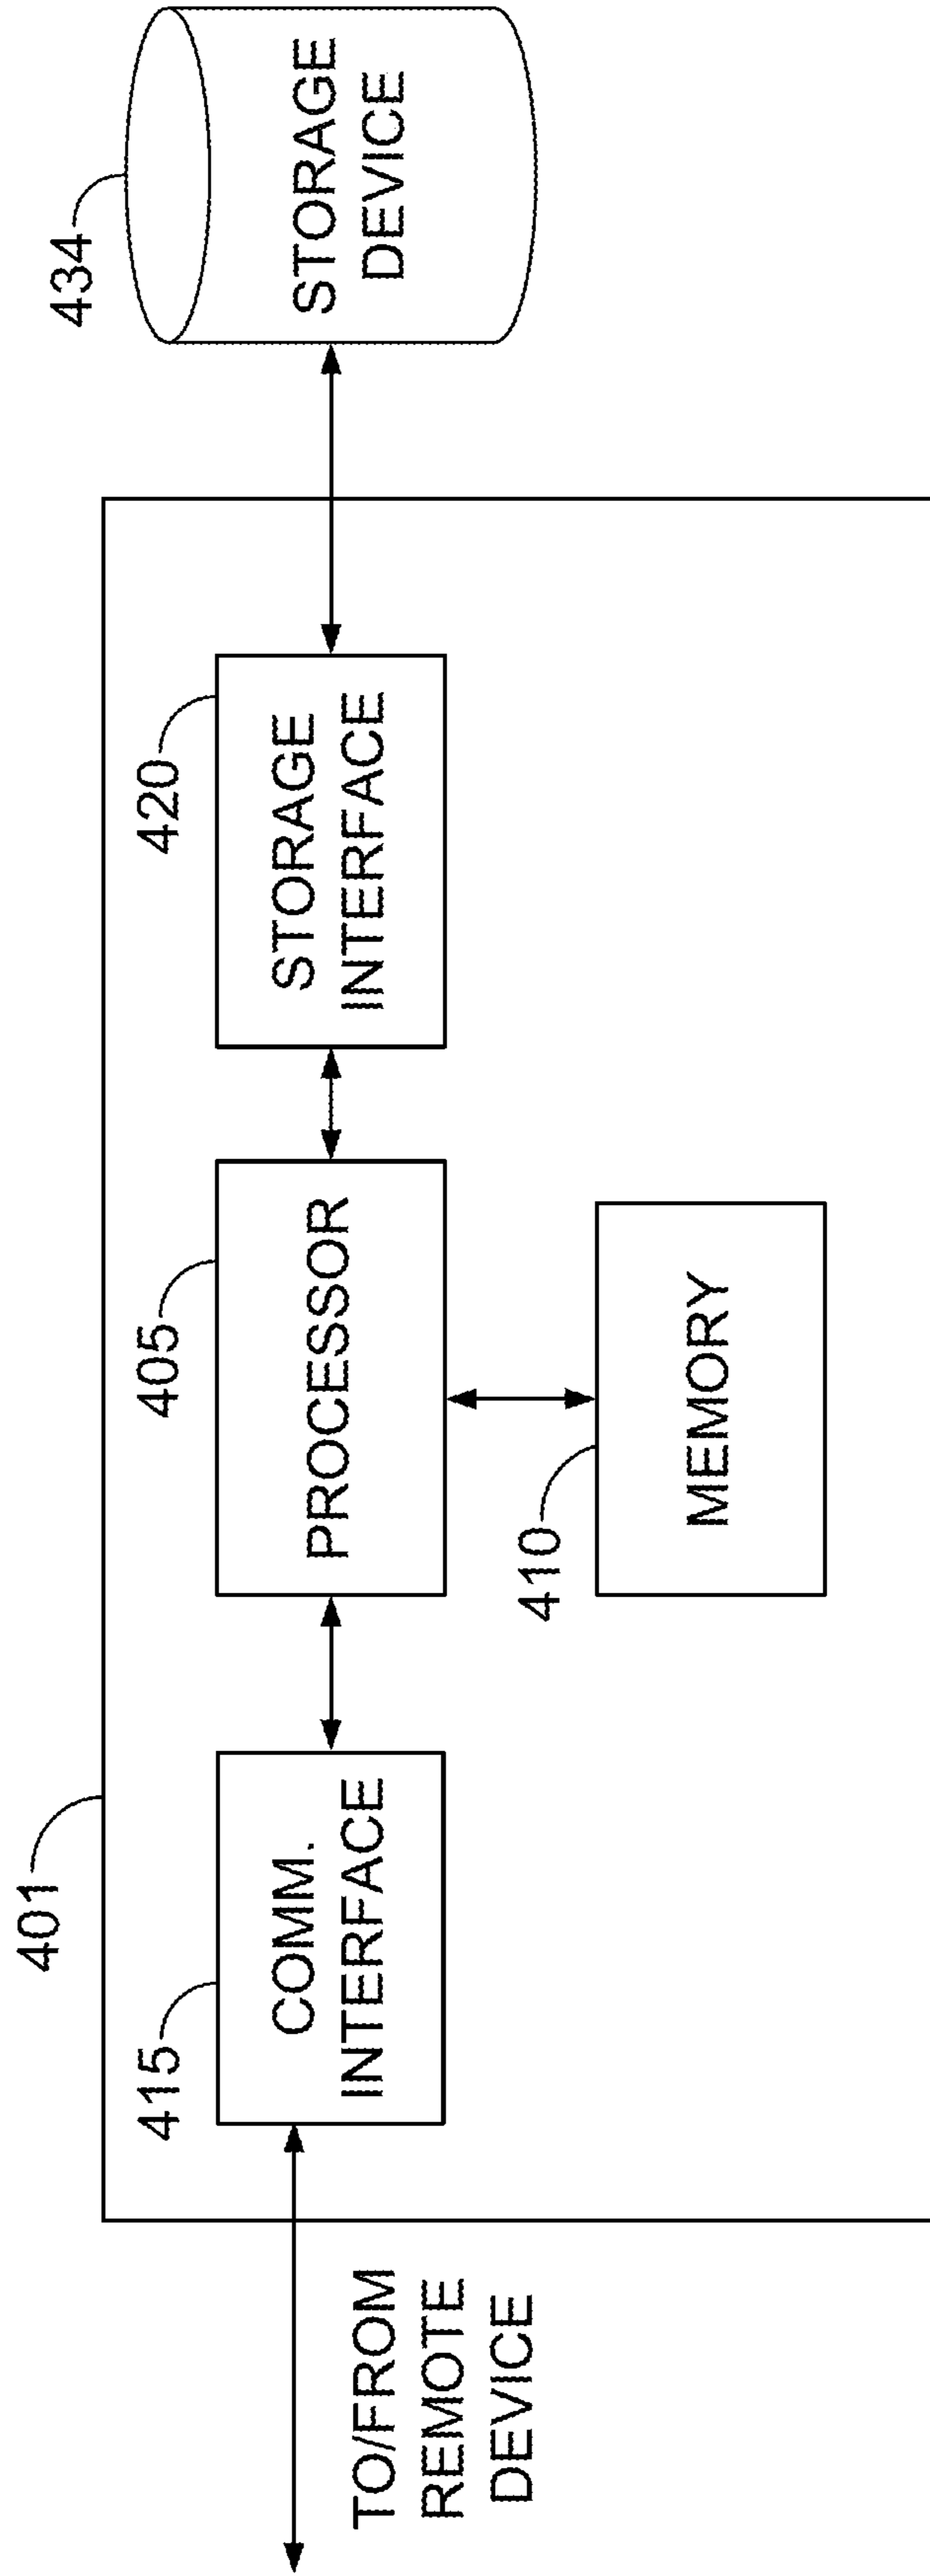 401
434
415
405
420
COMM.
INTERFACE
PROCESSOR
STORAGE
INTERFACE
STORAGE
DEVICE
TO/FROM
REMOTE
DEVICE
410
MEMORY